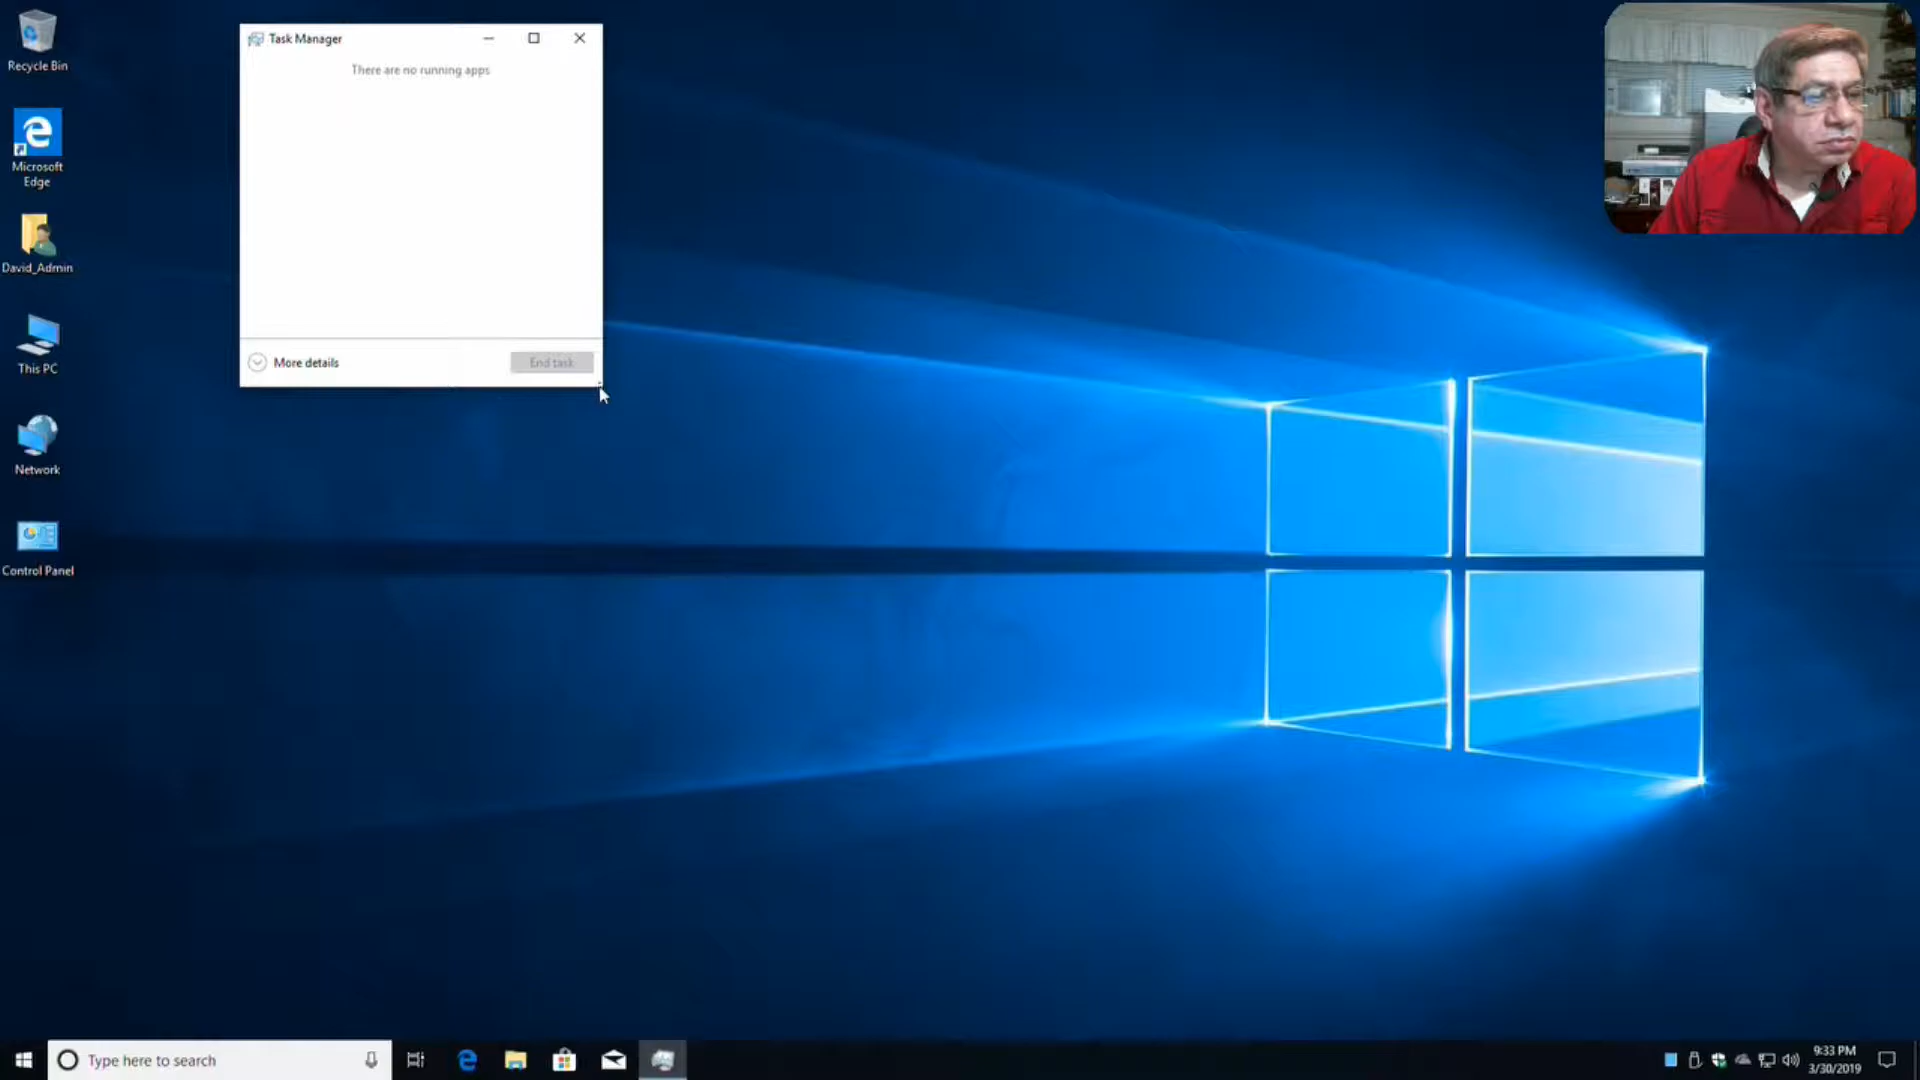 Recycle Bin
Microsoft
Edge
David_Admin
This PC
Network
Control Panel
Task Manager
There are no running apps
More details
End task
Type here to search
9:33 PM
3/30/2019